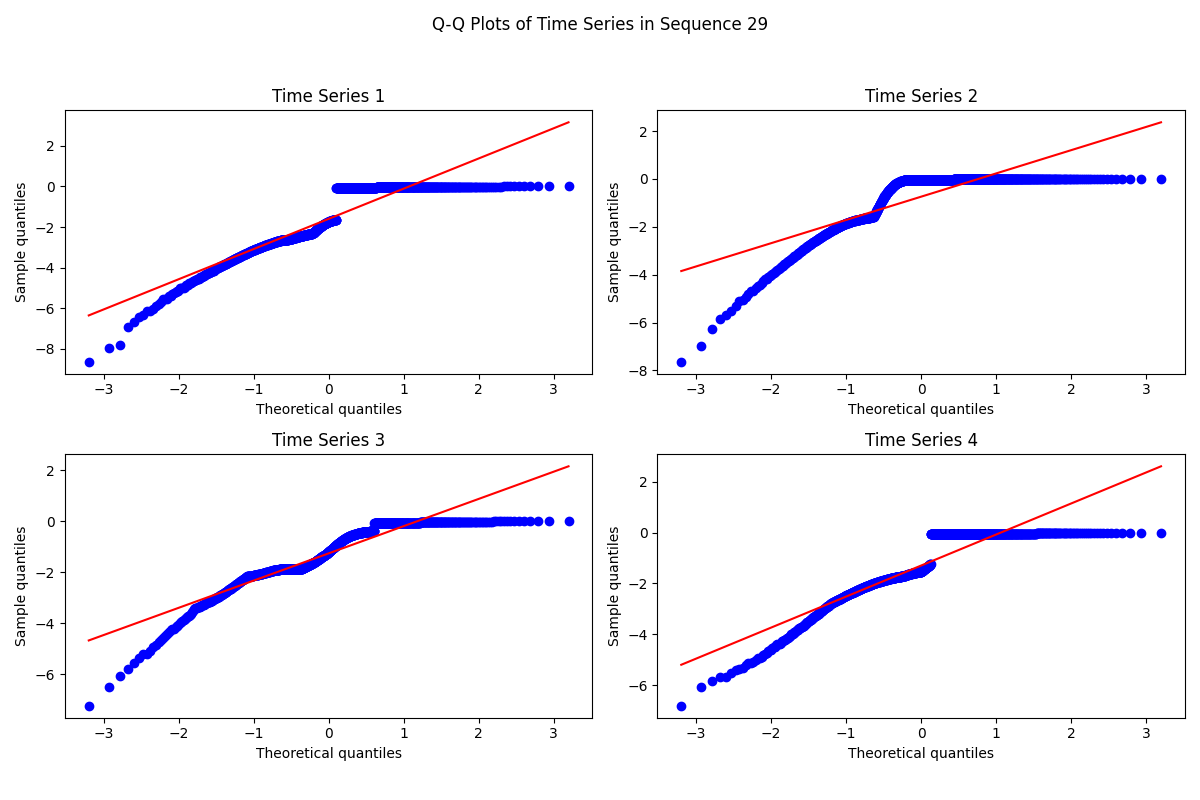 Q-Q Plots of Time Series in Sequence 29
Time Series 1
2
0
−2
−4
−6
−8
Sample quantiles
−3 −2 −1 0 1 2 3
Theoretical quantiles
Time Series 2
2
0
−2
−4
−6
−8
Sample quantiles
−3 −2 −1 0 1 2 3
Theoretical quantiles
Time Series 3
2
0
−2
−4
−6
Sample quantiles
−3 −2 −1 0 1 2 3
Theoretical quantiles
Time Series 4
2
0
−2
−4
−6
Sample quantiles
−3 −2 −1 0 1 2 3
Theoretical quantiles